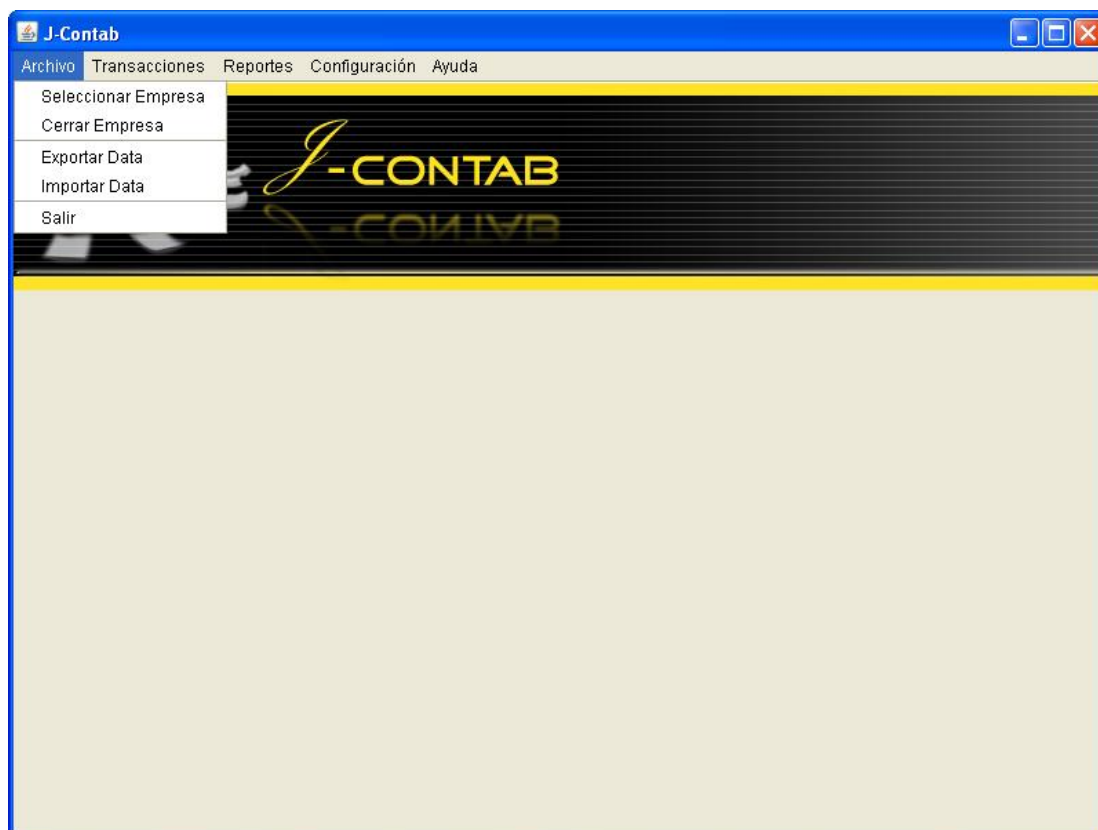 J-Contab
Archivo Transacciones Reportes Configuración Ayuda
Seleccionar Empresa
Cerrar Empresa
Exportar Data
Importar Data
Salir
J-CONTAB